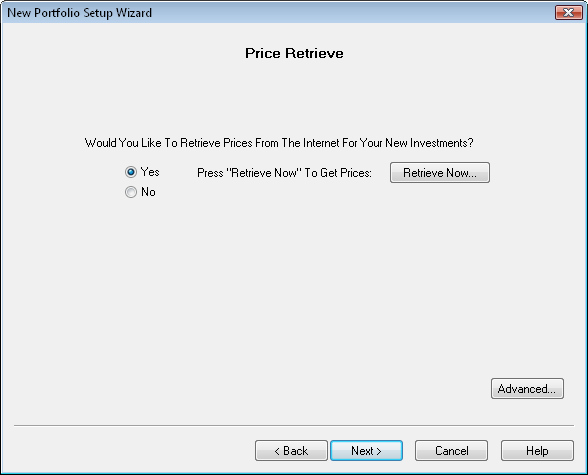 New Portfolio Setup Wizard
Price Retrieve
Would You Like To Retrieve Prices From The Internet For Your New Investments?
Yes Press "Retrieve Now" To Get Prices: Retrieve Now...
No
Advanced...
< Back Next > Cancel Help